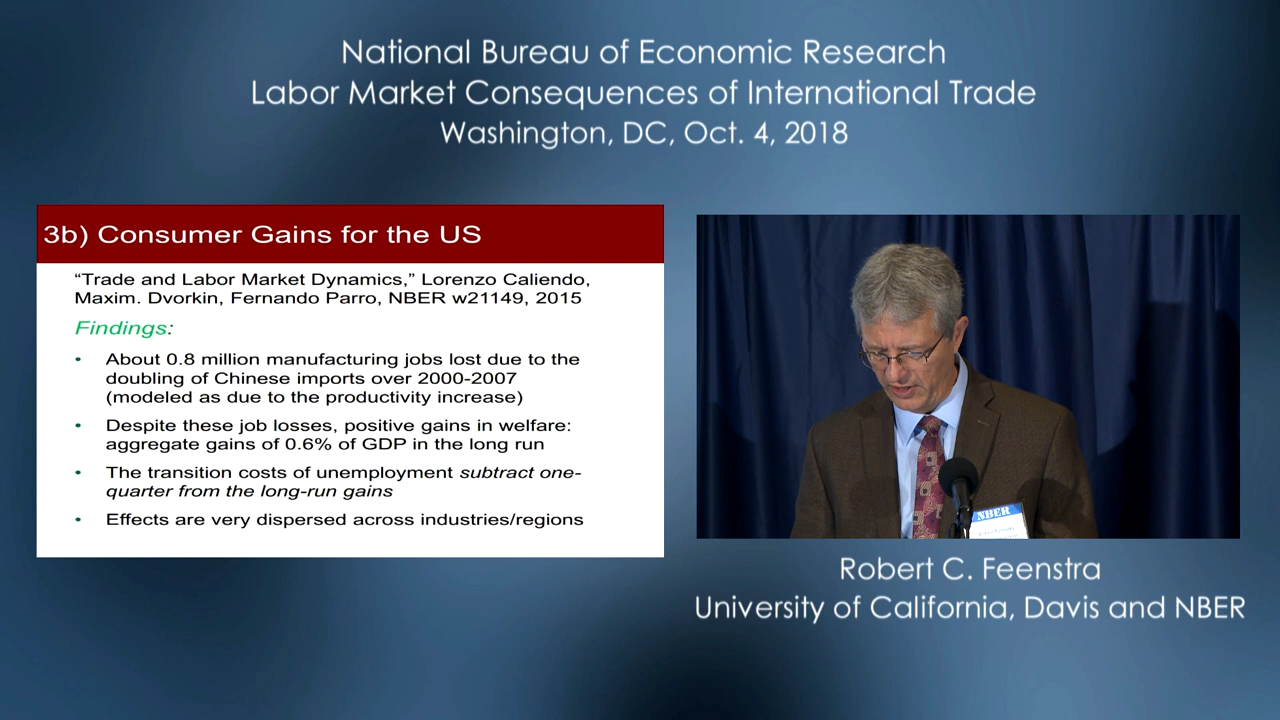 National Bureau of Economic Research
Labor Market Consequences of International Trade
Washington, DC, Oct. 4, 2018
3b) Consumer Gains for the US
“Trade and Labor Market Dynamics,” Lorenzo Caliendo,
Maxim. Dvorkin, Fernando Parro, NBER w21149, 2015
Findings:
• About 0.8 million manufacturing jobs lost due to the
doubling of Chinese imports over 2000-2007
(modeled as due to the productivity increase)
• Despite these job losses, positive gains in welfare:
aggregate gains of 0.6% of GDP in the long run
• The transition costs of unemployment subtract one-
quarter from the long-run gains
• Effects are very dispersed across industries/regions
NBER
Robert C. Feenstra
University of California, Davis and NBER